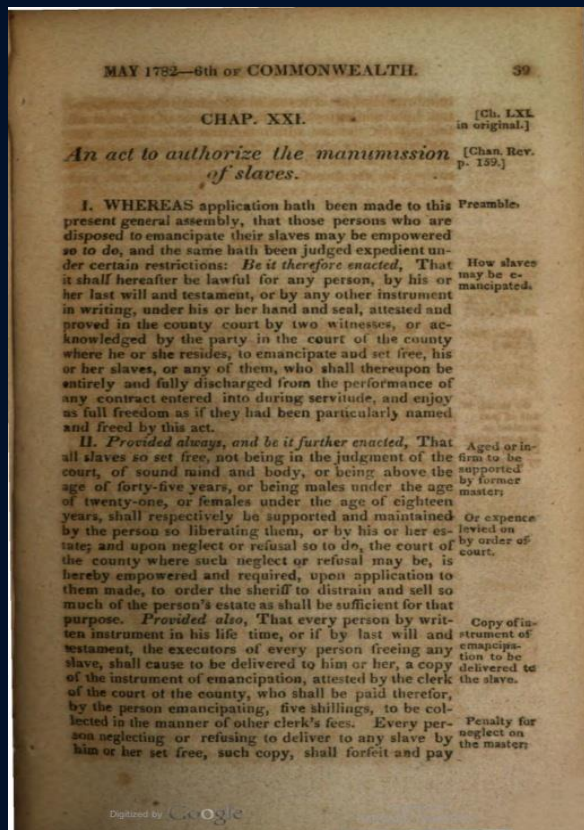 MAY 1782—6th of COMMONWEALTH. 39
CHAP. XXI.
[Ch. LXI.
in original.]
An act to authorize the manumission
of slaves.
[Chan. Rev.
p. 159.]
I. WHEREAS application hath been made to this
present general assembly, that those persons who are
disposed to emancipate their slaves may be empowered
so to do, and the same hath been judged expedient un-
der certain restrictions: Be it therefore enacted, That
it shall hereafter be lawful for any person, by his or
her last will and testament, or by any other instrument
in writing, under his or her hand and seal, attested and
proved in the county court by two witnesses, or ac-
knowledged by the party in the court of the county
where he or she resides, to emancipate and set free, his
or her slaves, or any of them, who shall thereupon be
entirely and fully discharged from the performance of
any contract entered into during servitude, and enjoy
as full freedom as if they had been particularly named
and freed by this act.
Preamble.
How slaves
may be e-
mancipated.
II. Provided always, and be it further enacted, That
all slaves so set free, not being in the judgment of the
court, of sound mind and body, or being above the
age of forty-five years, or being males under the age
of twenty-one, or females under the age of eighteen
years, shall respectively be supported and maintained
by the person so liberating them, or by his or her es-
tate; and upon neglect or refusal so to do, the court of
the county where such neglect or refusal may be, is
hereby empowered and required, upon application to
them made, to order the sheriff to distrain and sell so
much of the person's estate as shall be sufficient for that
purpose. Provided also, That every person by writ-
ten instrument in his life time, or if by last will and
testament, the executors of every person freeing any
slave, shall cause to be delivered to him or her, a copy
of the instrument of emancipation, attested by the clerk
of the court of the county, who shall be paid therefor,
by the person emancipating, five shillings, to be col-
lected in the manner of other clerk's fees. Every per-
son neglecting or refusing to deliver to any slave by
him or her set free, such copy, shall forfeit and pay
Aged or in-
firm to be
supported
by former
master;
Or expence
levied on
by order of
court.
Copy of in-
strument of
emancipa-
tion to be
delivered to
the slave.
Penalty for
neglect on
the master:
Digitized by Google